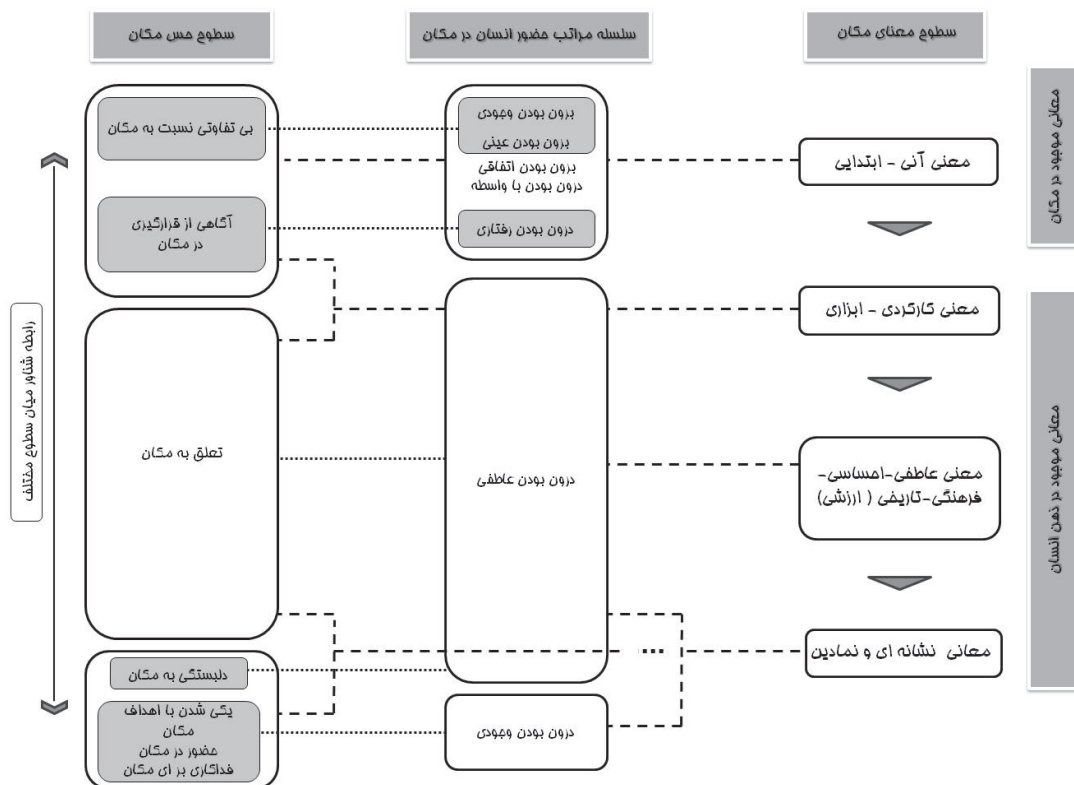 سطوح معنای مکان
سلسله مراتب حضور انسان در مکان
سطوح حس مکان
معانی موجود در مکان
معنی آنی - ابتدایی
برون بودن وجودی
برون بودن عینی
برون بودن اتفاقی
درون بودن با واسطه
درون بودن رفتاری
بی تفاوتی نسبت به مکان
آگاهی از قرارگیری
در مکان
معانی موجود در ذهن انسان
معنی کارکردی - ابزاری
معنی عاطفی-احساسی-
فرهنگی-تاریخی ( ارزشی)
معانی نشانه ای و نمادین
درون بودن عاطفی
...
درون بودن وجودی
تعلق به مکان
دلبستگی به مکان
یکی شدن با اهداف
مکان
حضور در مکان
فداکاری بر ای مکان
رابطه شناور میان سطوح مختلف